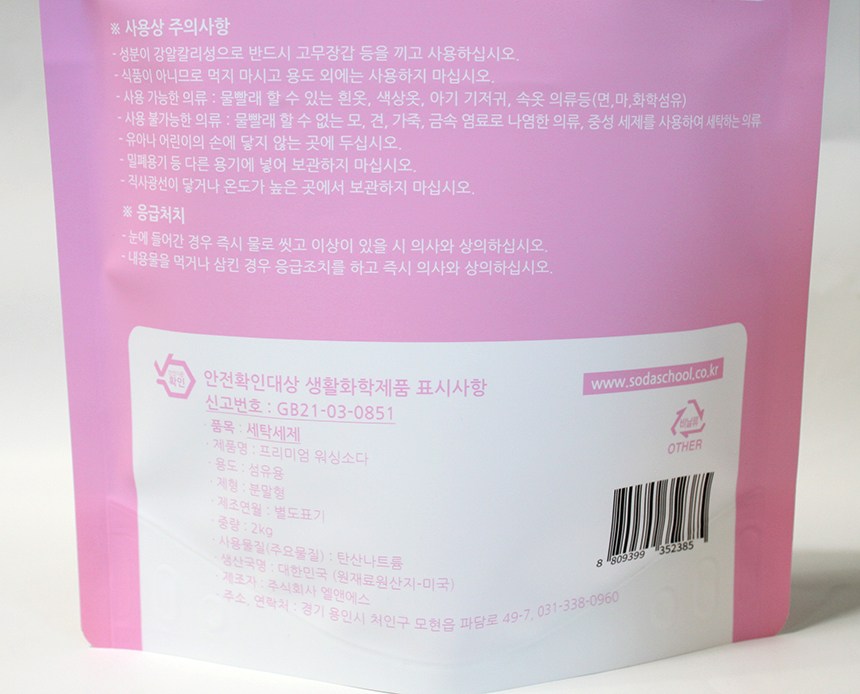 ※ 사용상 주의사항
- 성분이 강알칼리성으로 반드시 고무장갑 등을 끼고 사용하십시오.
- 식품이 아니므로 먹지 마시고 용도 외에는 사용하지 마십시오.
- 사용 가능한 의류 : 물빨래 할 수 있는 흰옷, 색상옷, 아기 기저귀, 속옷 의류등(면,마,화학섬유)
- 사용 불가능한 의류 : 물빨래 할 수 없는 모, 견, 가죽, 금속 염료로 나염한 의류, 중성 세제를 사용하여 세탁하는 의류
- 유아나 어린이의 손에 닿지 않는 곳에 두십시오.
- 밀폐용기 등 다른 용기에 넣어 보관하지 마십시오.
- 직사광선이 닿거나 온도가 높은 곳에서 보관하지 마십시오.
※ 응급처치
- 눈에 들어간 경우 즉시 물로 씻고 이상이 있을 시 의사와 상의하십시오.
- 내용물을 먹거나 삼킨 경우 응급조치를 하고 즉시 의사와 상의하십시오.
확인
안전확인대상 생활화학제품 표시사항
신고번호 : GB21-03-0851
· 품목 : 세탁세제
· 제품명 : 프리미엄 워싱소다
· 용도 : 섬유용
· 제형 : 분말형
· 제조연월 : 별도표기
· 중량 : 2kg
· 사용물질(주요물질) : 탄산나트륨
· 생산국명 : 대한민국 (원재료원산지-미국)
· 제조자 : 주식회사 엘앤에스
· 주소, 연락처 : 경기 용인시 처인구 모현읍 파담로 49-7, 031-338-0960
www.sodaschool.co.kr
비닐류
OTHER
8 809399 352385